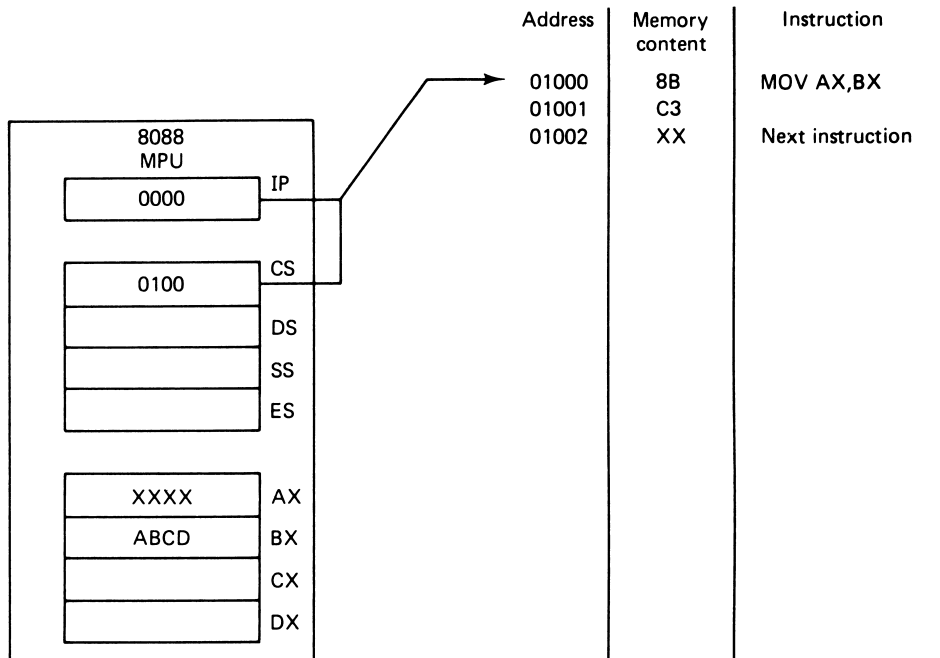 Address Memory content Instruction
01000 8B MOV AX,BX
01001 C3
01002 XX Next instruction
8088
MPU
0000 IP
0100 CS
DS
SS
ES
XXXX AX
ABCD BX
CX
DX